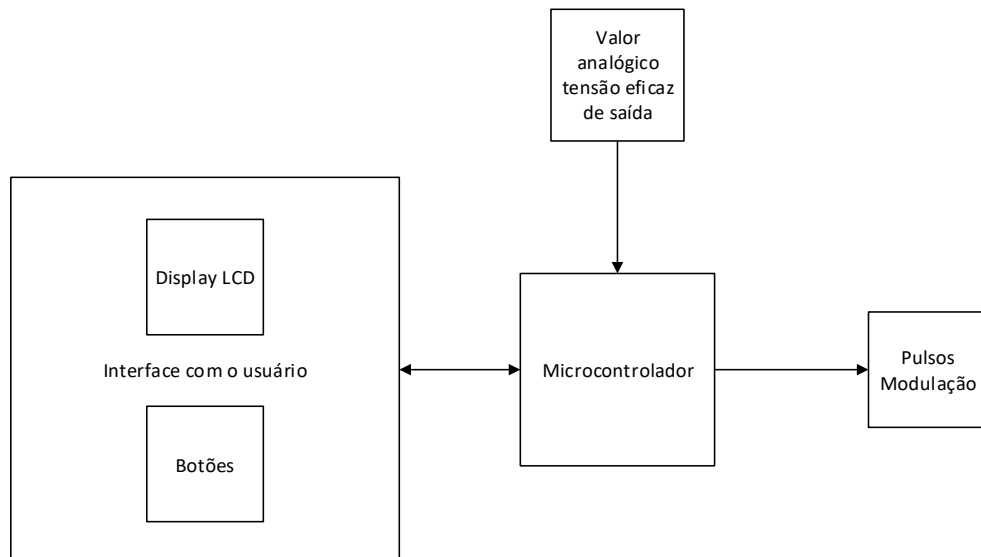 Valor
analógico
tensão eficaz
de saída
Display LCD
Interface com o usuário
Botões
Microcontrolador
Pulsos
Modulação